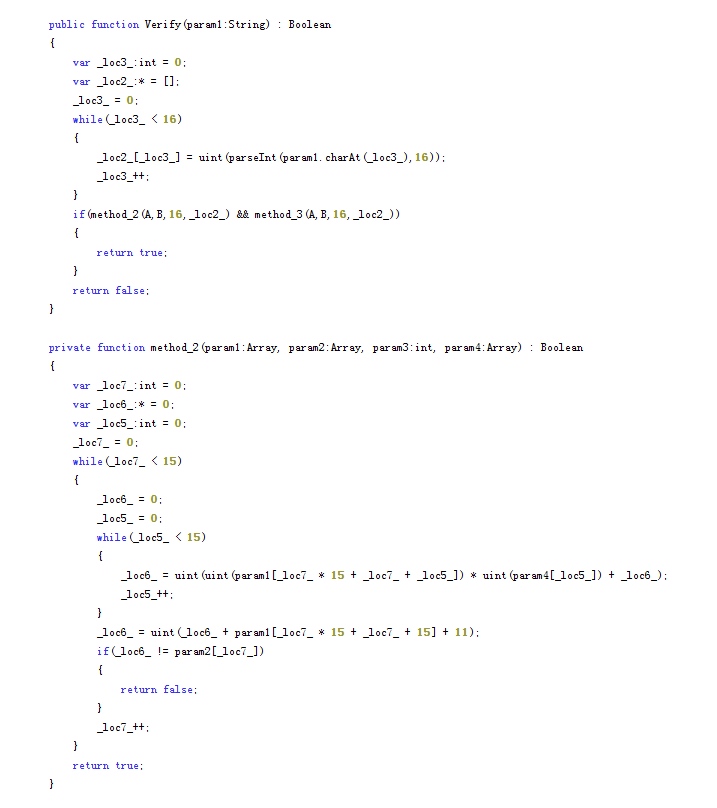 public function Verify(param1:String) : Boolean
{
var _loc3_:int = 0;
var _loc2_:* = [];
_loc3_ = 0;
while(_loc3_ < 16)
{
_loc2_[_loc3_] = uint(parseInt(param1.charAt(_loc3_),16));
_loc3_++;
}
if(method_2(A,B,16,_loc2_) && method_3(A,B,16,_loc2_))
{
return true;
}
return false;
}
private function method_2(param1:Array, param2:Array, param3:int, param4:Array) : Boolean
{
var _loc7_:int = 0;
var _loc6_:* = 0;
var _loc5_:int = 0;
_loc7_ = 0;
while(_loc7_ < 15)
{
_loc6_ = 0;
_loc5_ = 0;
while(_loc5_ < 15)
{
_loc6_ = uint(uint(param1[_loc7_ * 15 + _loc7_ + _loc5_]) * uint(param4[_loc5_]) + _loc6_);
_loc5_++;
}
_loc6_ = uint(_loc6_ + param1[_loc7_ * 15 + _loc7_ + 15] + 11);
if(_loc6_ != param2[_loc7_])
{
return false;
}
_loc7_++;
}
return true;
}